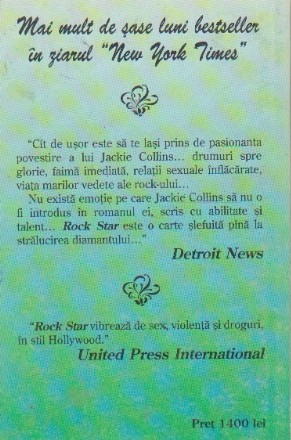 Mai mult de şase luni bestseller
în ziarul "New York Times"
"Cît de uşor este să te laşi prins de pasionanta
povestire a lui Jackie Collins... drumuri spre
glorie, faimă imediată, relaţii sexuale înflăcărate,
viaţa marilor vedete ale rock-ului...
Nu există emoţie pe care Jackie Collins să nu o
fi introdus în romanul ei, scris cu abilitate şi
talent... Rock Star este o carte şlefuită pînă la
strălucirea diamantului..."
Detroit News
"Rock Star vibrează de sex, violenţă şi droguri,
în stil Hollywood."
United Press International
Preţ 1400 lei